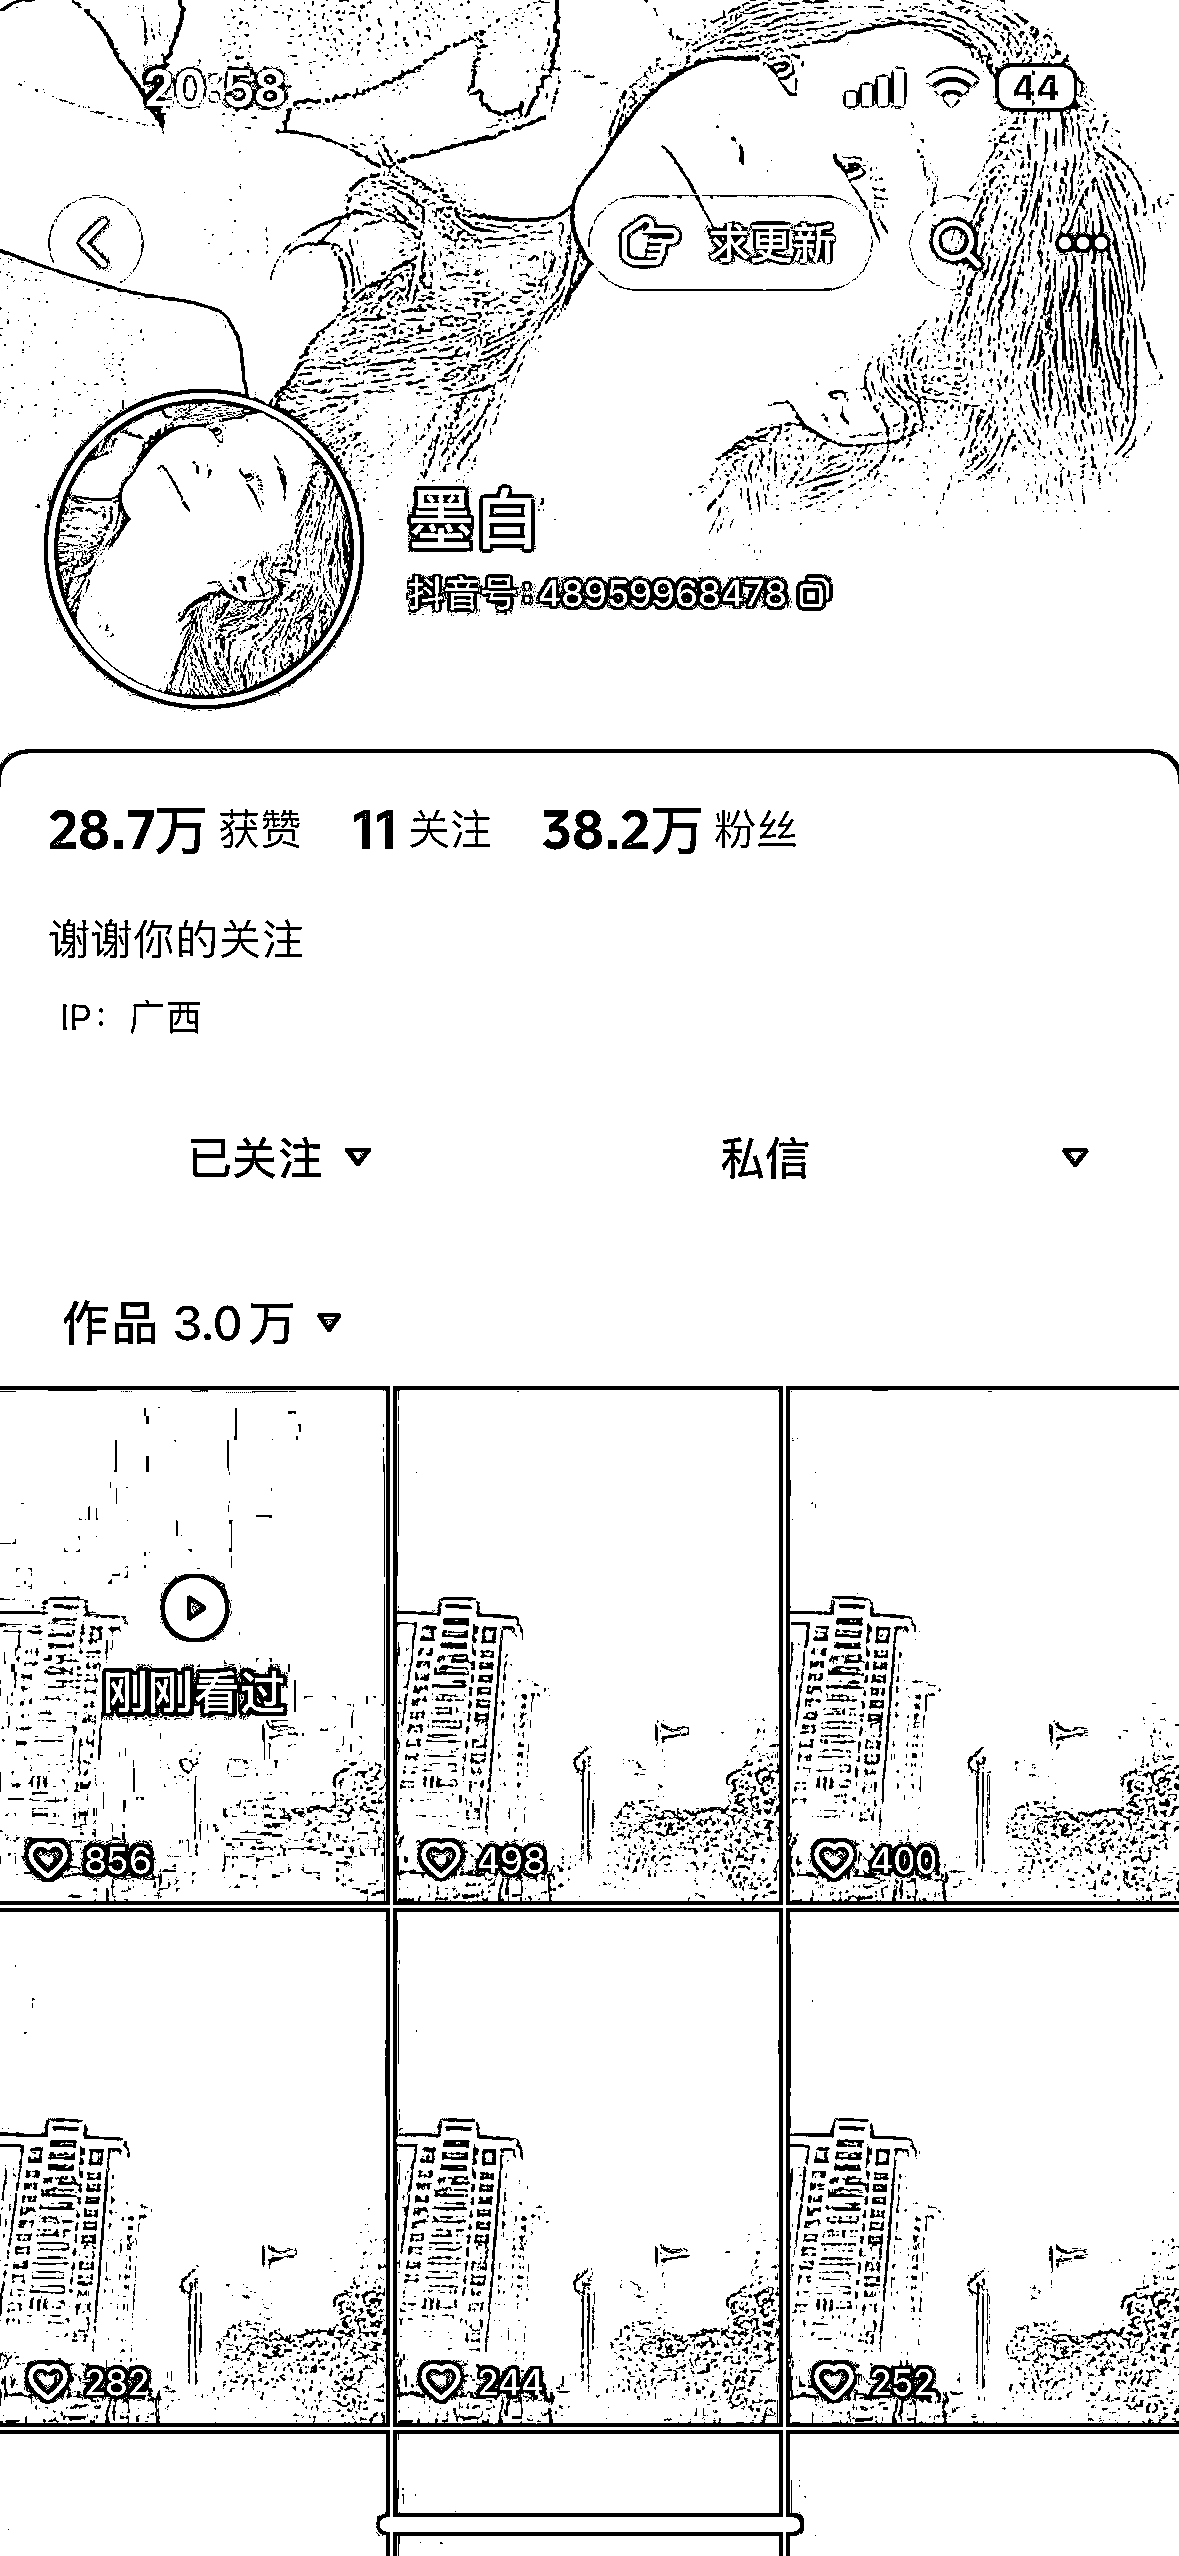 20:58
44
求更新
墨白
抖音号:48959968478
28.7万 获赞 11 关注 38.2万 粉丝
谢谢你的关注
IP：广西
已关注 私信
作品 3.0万
刚刚看过
856 498 400
282 244 252